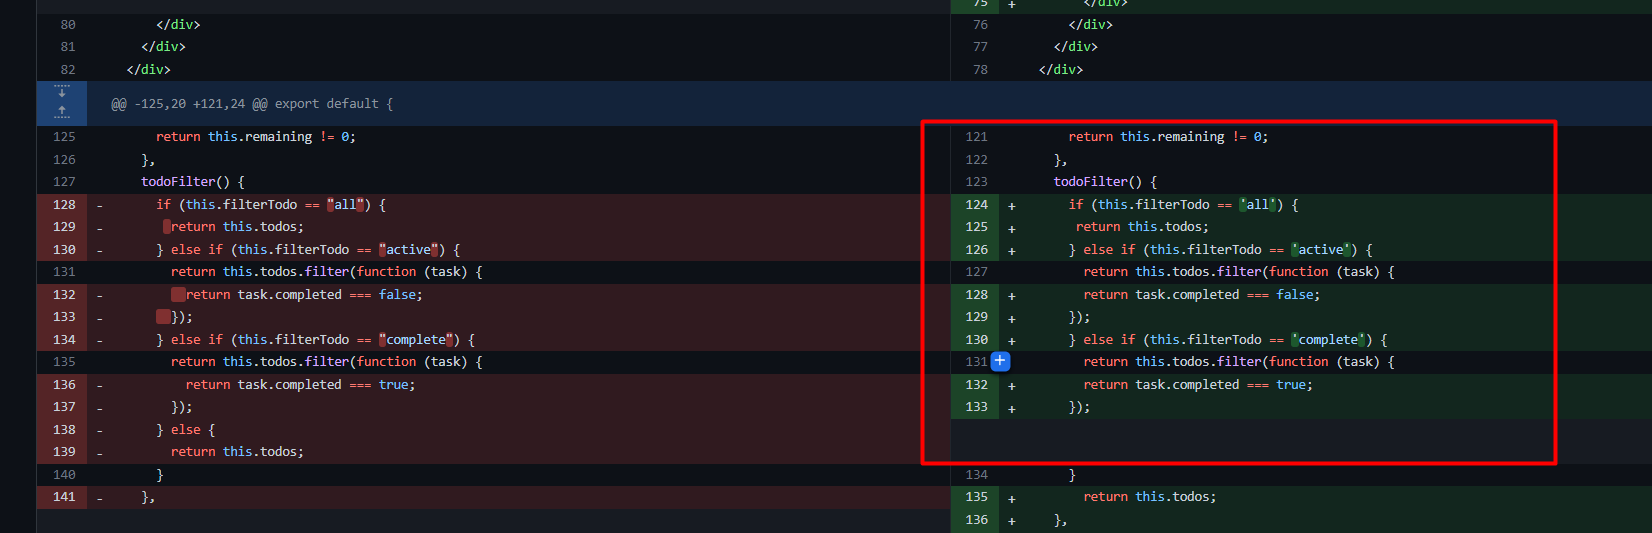 80 </div>
81 </div>
82 </div>
75 + </div>
76 </div>
77 </div>
78 </div>
@@ -125,20 +121,24 @@ export default {
125 return this.remaining != 0;
126 },
127 todoFilter() {
128 - if (this.filterTodo == "all") {
129 - return this.todos;
130 - } else if (this.filterTodo == "active") {
131 return this.todos.filter(function (task) {
132 - return task.completed === false;
133 - });
134 - } else if (this.filterTodo == "complete") {
135 return this.todos.filter(function (task) {
136 - return task.completed === true;
137 - });
138 - } else {
139 - return this.todos;
140 }
141 - },
121 return this.remaining != 0;
122 },
123 todoFilter() {
124 + if (this.filterTodo == 'all') {
125 + return this.todos;
126 + } else if (this.filterTodo == 'active') {
127 return this.todos.filter(function (task) {
128 + return task.completed === false;
129 + });
130 + } else if (this.filterTodo == 'complete') {
131 + return this.todos.filter(function (task) {
132 + return task.completed === true;
133 + });
134 }
135 + return this.todos;
136 + },